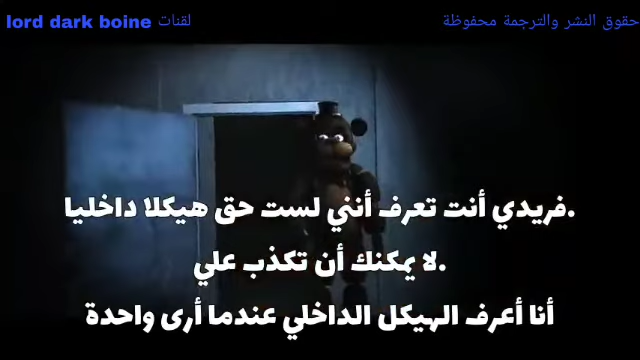 حقوق النشر والترجمة محفوظة
لقنات lord dark boine
فريدي أنت تعرف أنني لست حق هيكلا داخليا.
لا يمكنك أن تكذب علي.
أنا أعرف الهيكل الداخلي عندما أرى واحدة